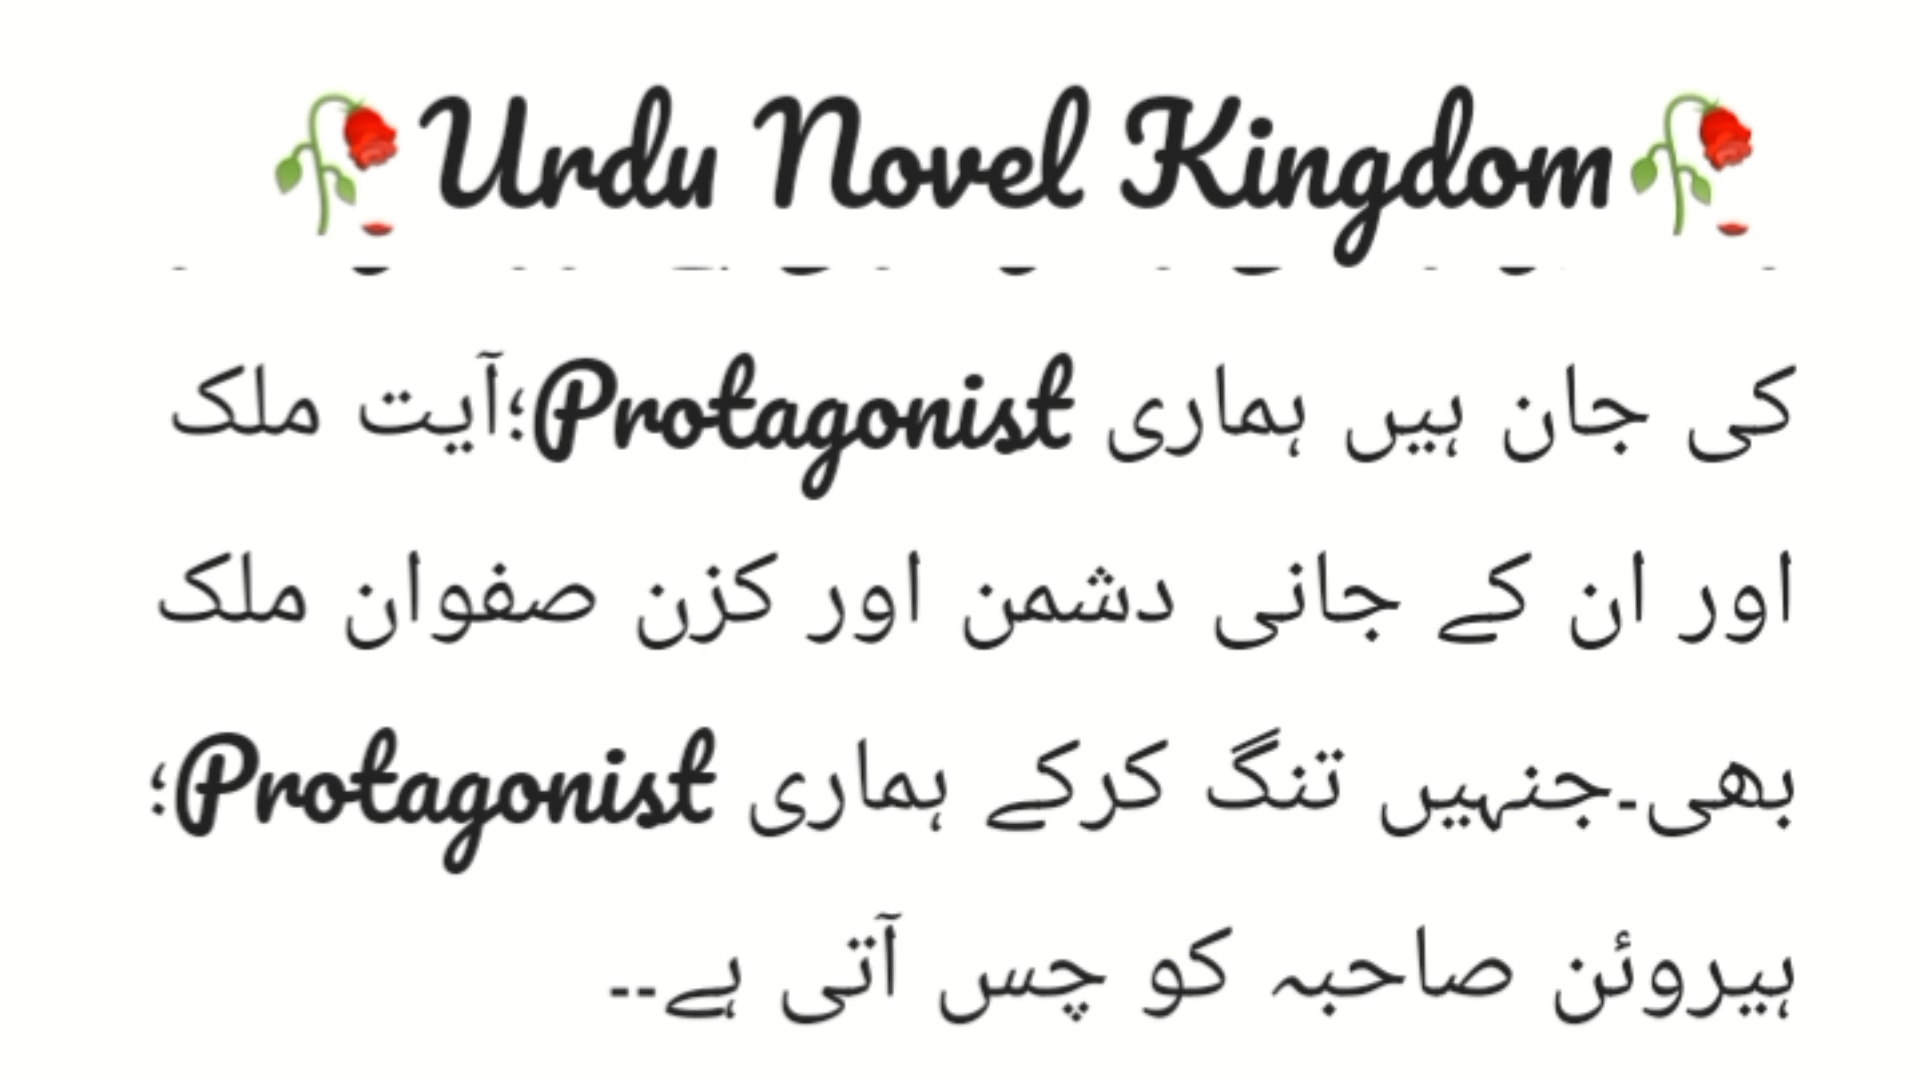 🥀Urdu Novel Kingdom🥀
کی جان ہیں ہماری Protagonist؛آیت ملک
اور ان کے جانی دشمن اور کزن صفوان ملک
بھی۔جنہیں تنگ کرکے ہماری Protagonist؛
ہیروئن صاحبہ کو چس آتی ہے۔۔